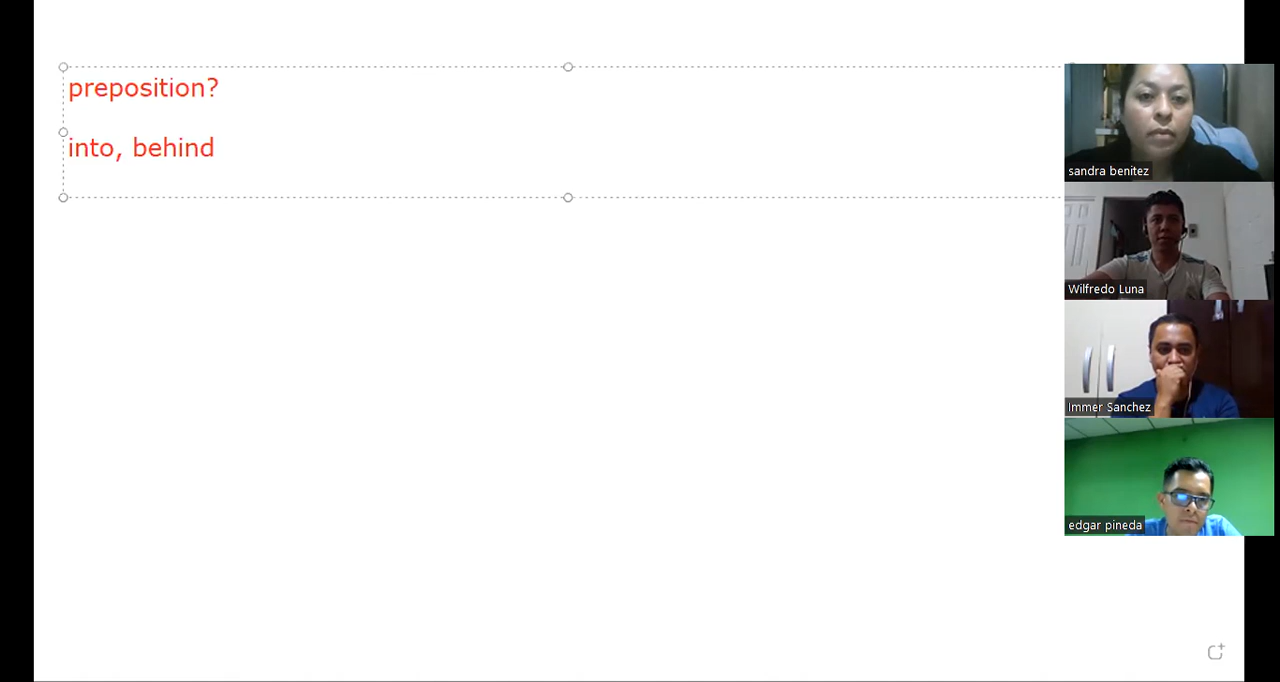 preposition?
into, behind
sandra benitez
Wilfredo Luna
Immer Sanchez
edgar pineda